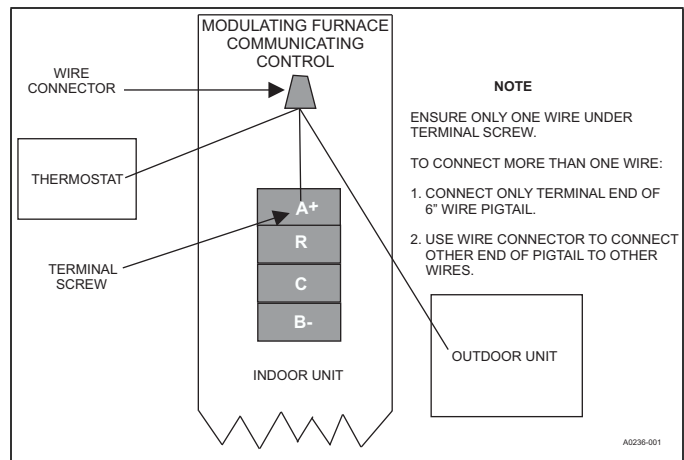 MODULATING FURNACE
COMMUNICATING
CONTROL
WIRE
CONNECTOR
THERMOSTAT
TERMINAL
SCREW
A+
R
C
B-
INDOOR UNIT
NOTE
ENSURE ONLY ONE WIRE UNDER
TERMINAL SCREW.
TO CONNECT MORE THAN ONE WIRE:
1. CONNECT ONLY TERMINAL END OF
6" WIRE PIGTAIL.
2. USE WIRE CONNECTOR TO CONNECT
OTHER END OF PIGTAIL TO OTHER
WIRES.
OUTDOOR UNIT
A0236-001